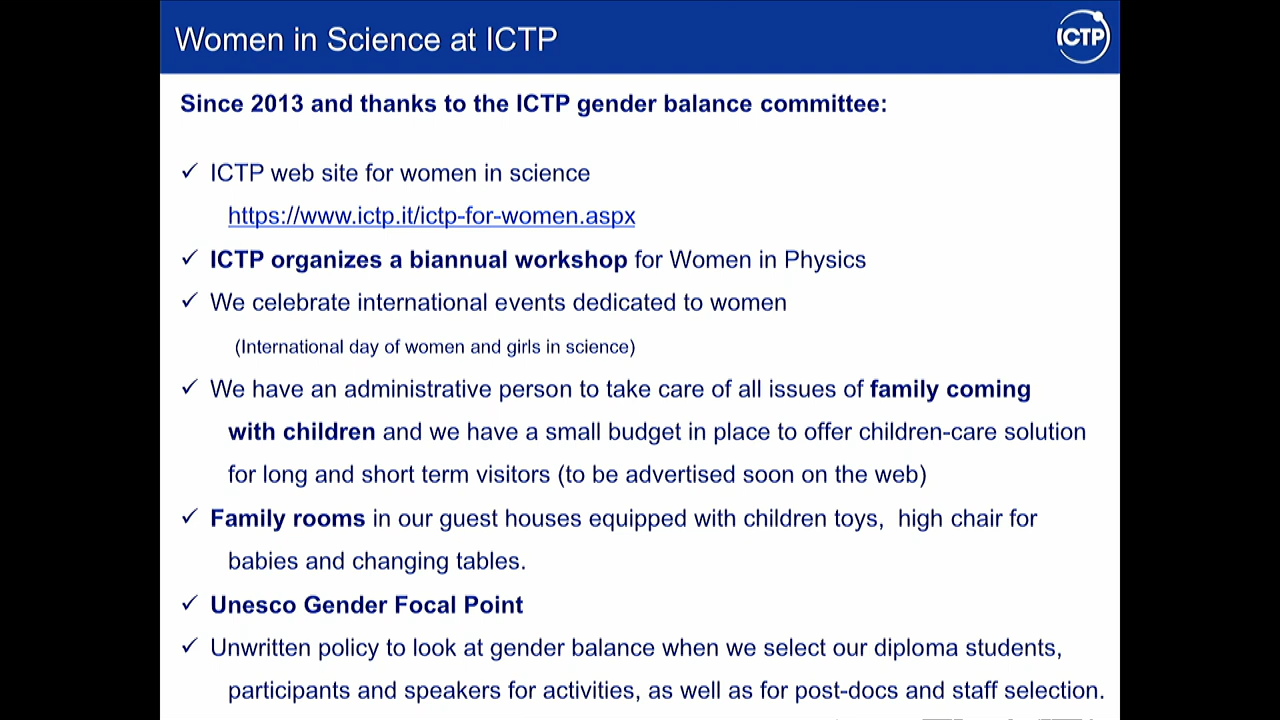 Women in Science at ICTP
ICTP
Since 2013 and thanks to the ICTP gender balance committee:
✓ ICTP web site for women in science
https://www.ictp.it/ictp-for-women.aspx
✓ ICTP organizes a biannual workshop for Women in Physics
✓ We celebrate international events dedicated to women
(International day of women and girls in science)
✓ We have an administrative person to take care of all issues of family coming
with children and we have a small budget in place to offer children-care solution
for long and short term visitors (to be advertised soon on the web)
✓ Family rooms in our guest houses equipped with children toys,  high chair for
babies and changing tables.
✓ Unesco Gender Focal Point
✓ Unwritten policy to look at gender balance when we select our diploma students,
participants and speakers for activities, as well as for post-docs and staff selection.